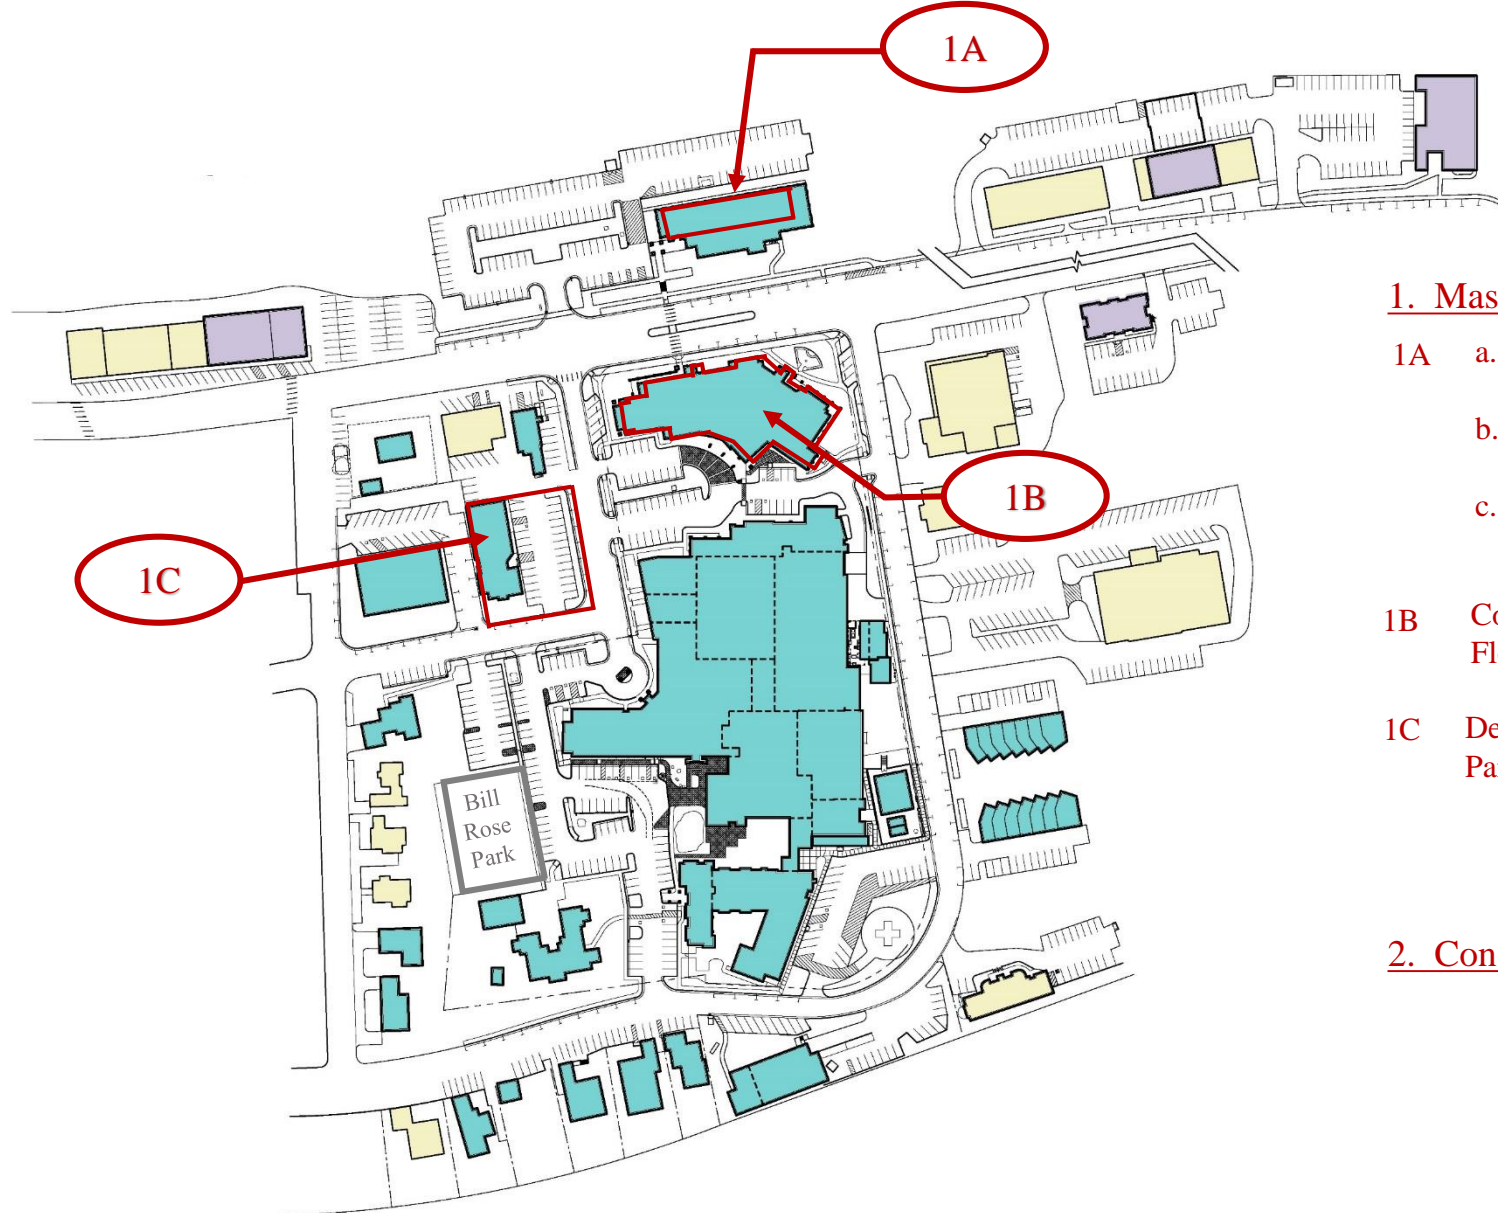 1A
1B
1C
Bill
Rose
Park
1. Mas
1A a.
b.
c.
1B Co
Fl
1C De
Pa
2. Con